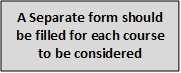 A Separate form should
be filled for each course
to be considered